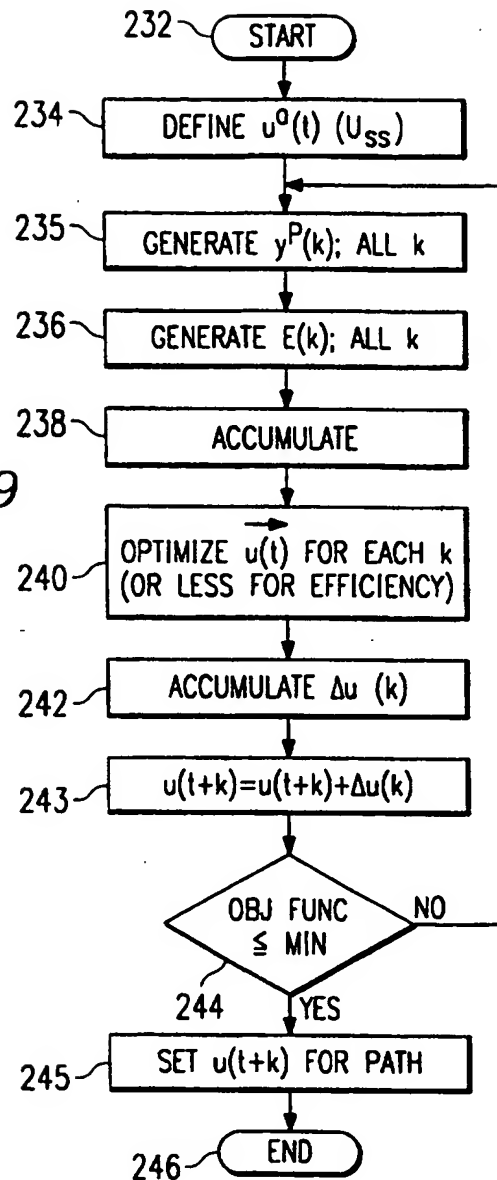 232
START
234
DEFINE uᵃ(t) (U_SS)
235
GENERATE yᴾ(k); ALL k
236
GENERATE E(k); ALL k
238
ACCUMULATE
9
240
OPTIMIZE u(t) FOR EACH k
(OR LESS FOR EFFICIENCY)
242
ACCUMULATE Δu (k)
243
u(t+k)=u(t+k)+Δu(k)
OBJ FUNC
≦ MIN
NO
244
YES
245
SET u(t+k) FOR PATH
246
END